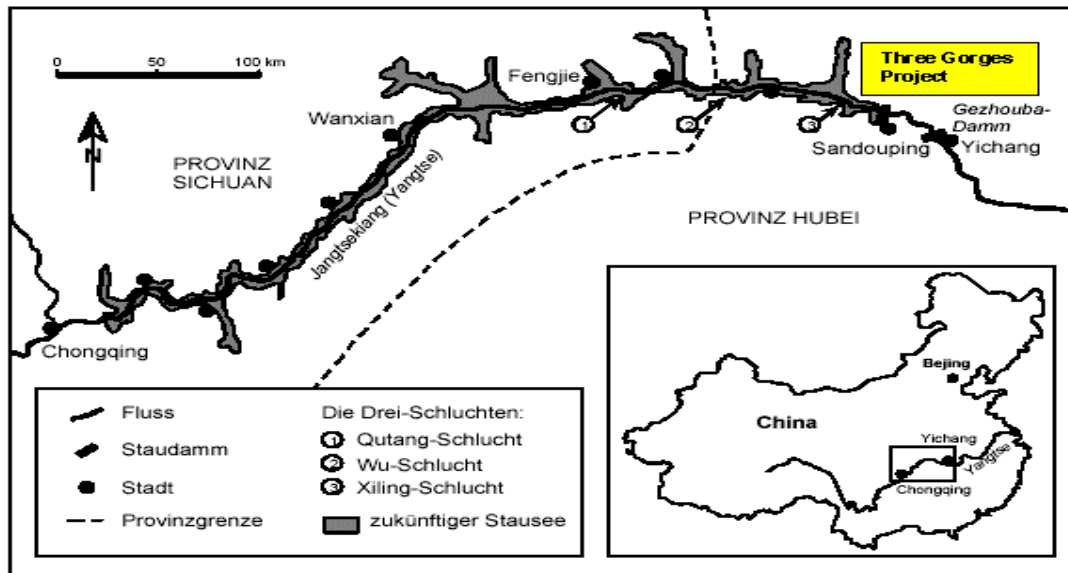 0 50 100 km
N
Three Gorges
Project
Fengjie
Wanxian
PROVINZ
SICHUAN
Jangtsekiang (Yangtse)
1
2
3
Gezhouba-
Damm
Sandouping
Yichang
PROVINZ HUBEI
Chongqing
Fluss
Staudamm
Stadt
Provinzgrenze
Die Drei-Schluchten:
1 Qutang-Schlucht
2 Wu-Schlucht
3 Xiling-Schlucht
zukünftiger Stausee
Bejing
China
Yichang
Yangtse
Chongqing